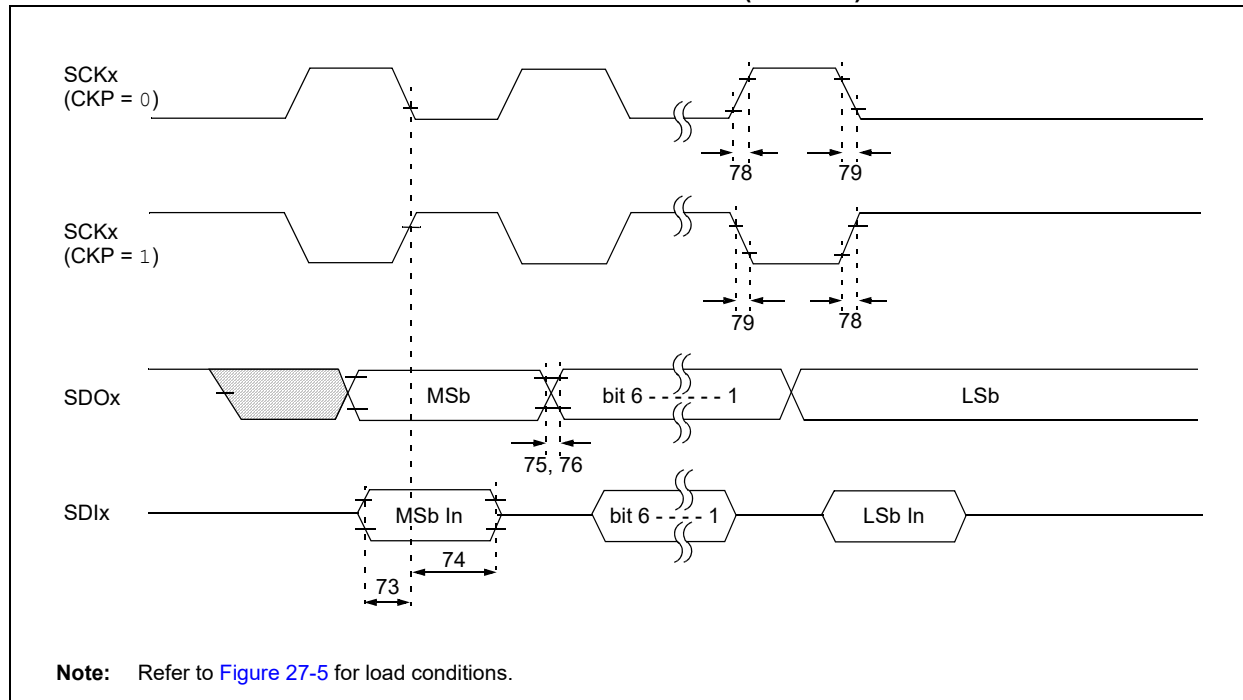 SCKx
(CKP = 0)
78
79
SCKx
(CKP = 1)
79
78
SDOx
MSb
bit 6 - - - - - - 1
LSb
75, 76
SDIx
MSb In
bit 6 - - - - 1
LSb In
74
73
Note: Refer to Figure 27-5 for load conditions.